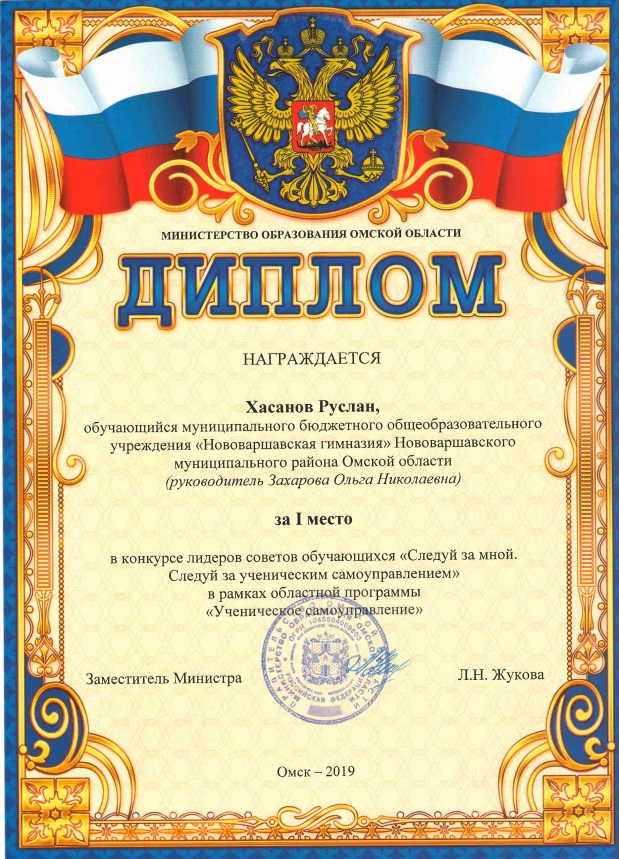 МИНИСТЕРСТВО ОБРАЗОВАНИЯ ОМСКОЙ ОБЛАСТИ
ДИПЛОМ
НАГРАЖДАЕТСЯ
Хасанов Руслан,
обучающийся муниципального бюджетного общеобразовательного
учреждения «Нововаршавская гимназия» Нововаршавского
муниципального района Омской области
(руководитель Захарова Ольга Николаевна)
за I место
в конкурсе лидеров советов обучающихся «Следуй за мной.
Следуй за ученическим самоуправлением»
в рамках областной программы
«Ученическое самоуправление»
Заместитель Министра
РОССИЙСКАЯ ФЕДЕРАЦИЯ
Л.Н. Жукова
Омск – 2019